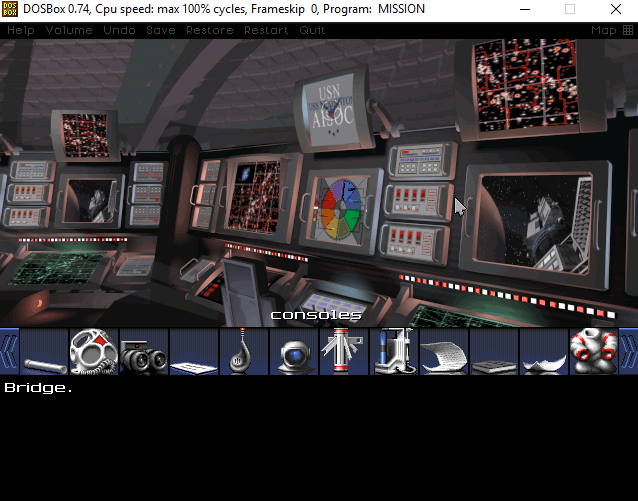 DOSBox 0.74, Cpu speed: max 100% cycles, Frameskip 0, Program: MISSION
Help Volume Undo Save Restore Restart Quit Map
USN
AISOC
consoles
Bridge.